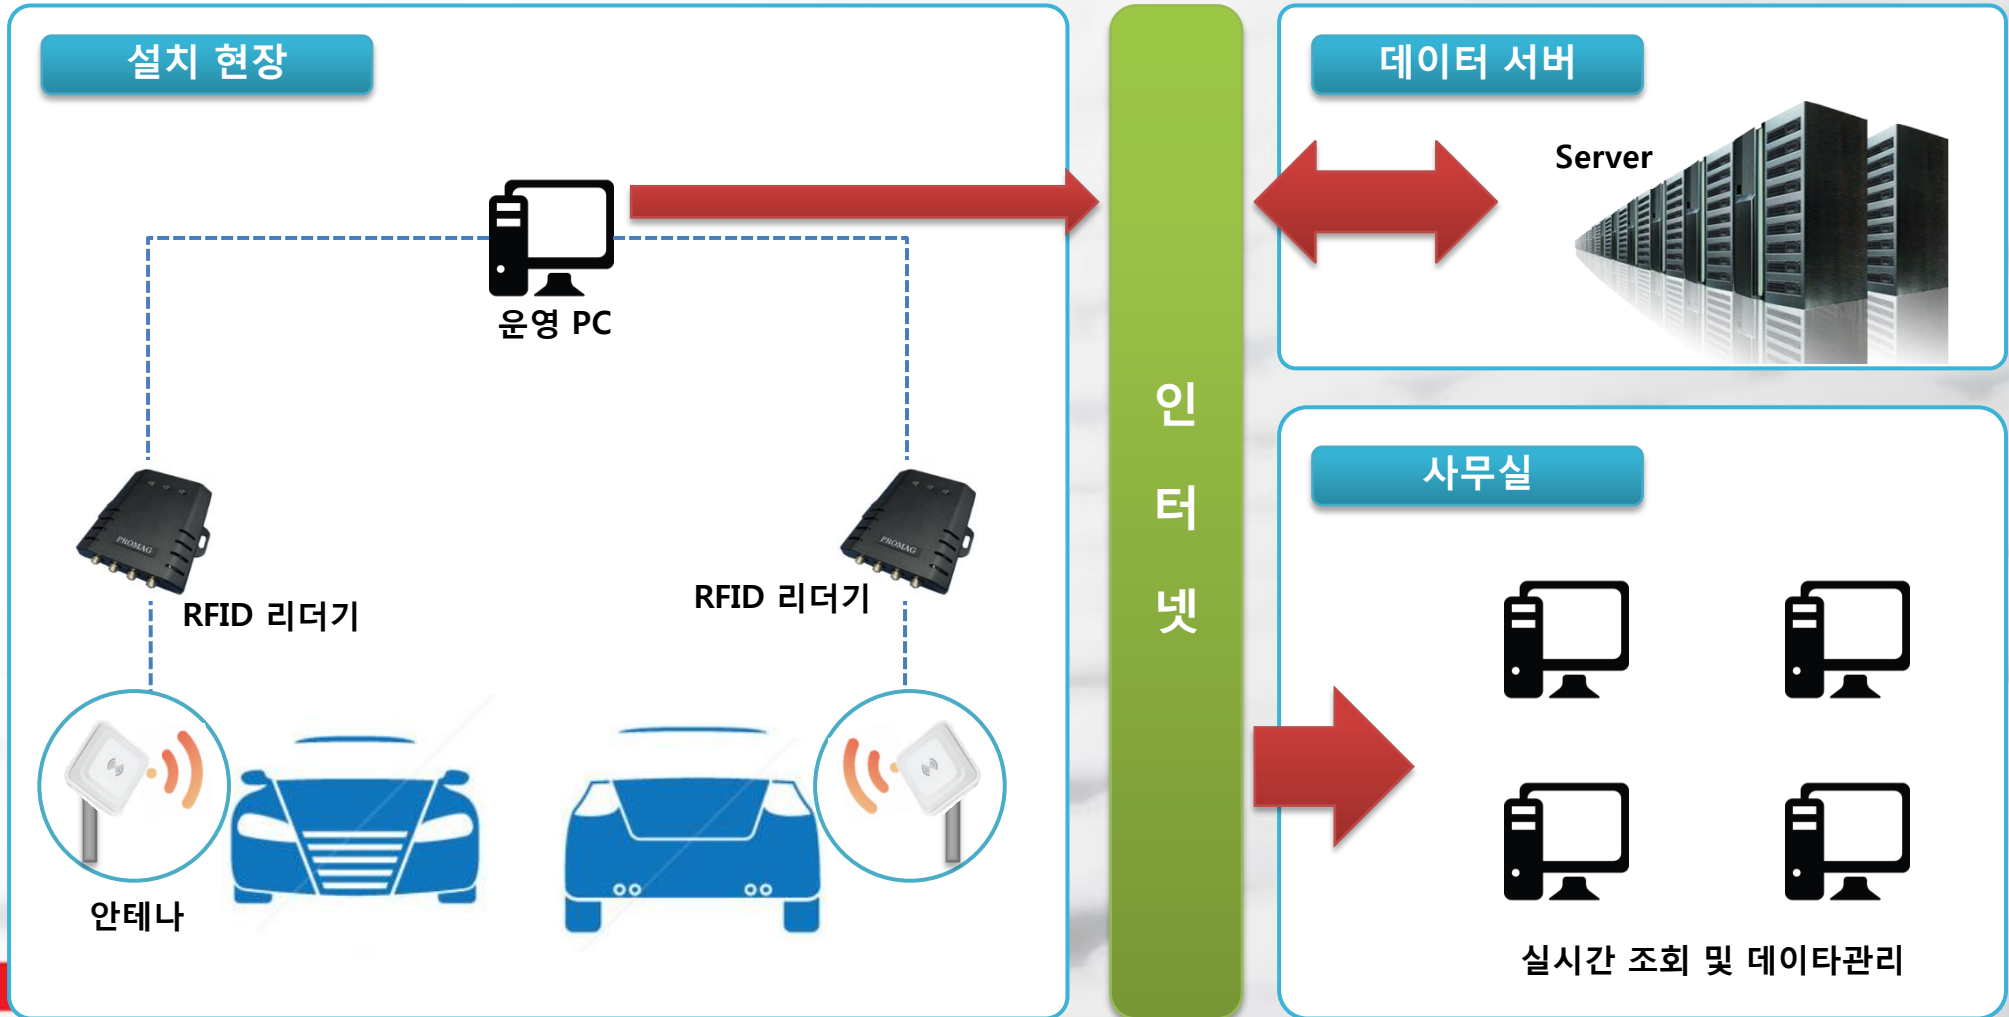 설치 현장
데이터 서버
Server
운영 PC
인
터
넷
사무실
PROMAG
PROMAG
RFID 리더기
RFID 리더기
안테나
실시간 조회 및 데이타관리